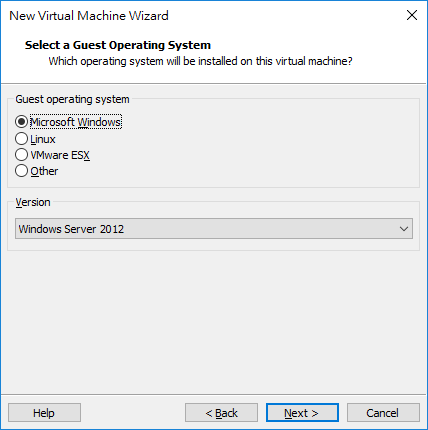 New Virtual Machine Wizard
Select a Guest Operating System
Which operating system will be installed on this virtual machine?
Guest operating system
Microsoft Windows
Linux
VMware ESX
Other
Version
Windows Server 2012
Help
< Back
Next >
Cancel